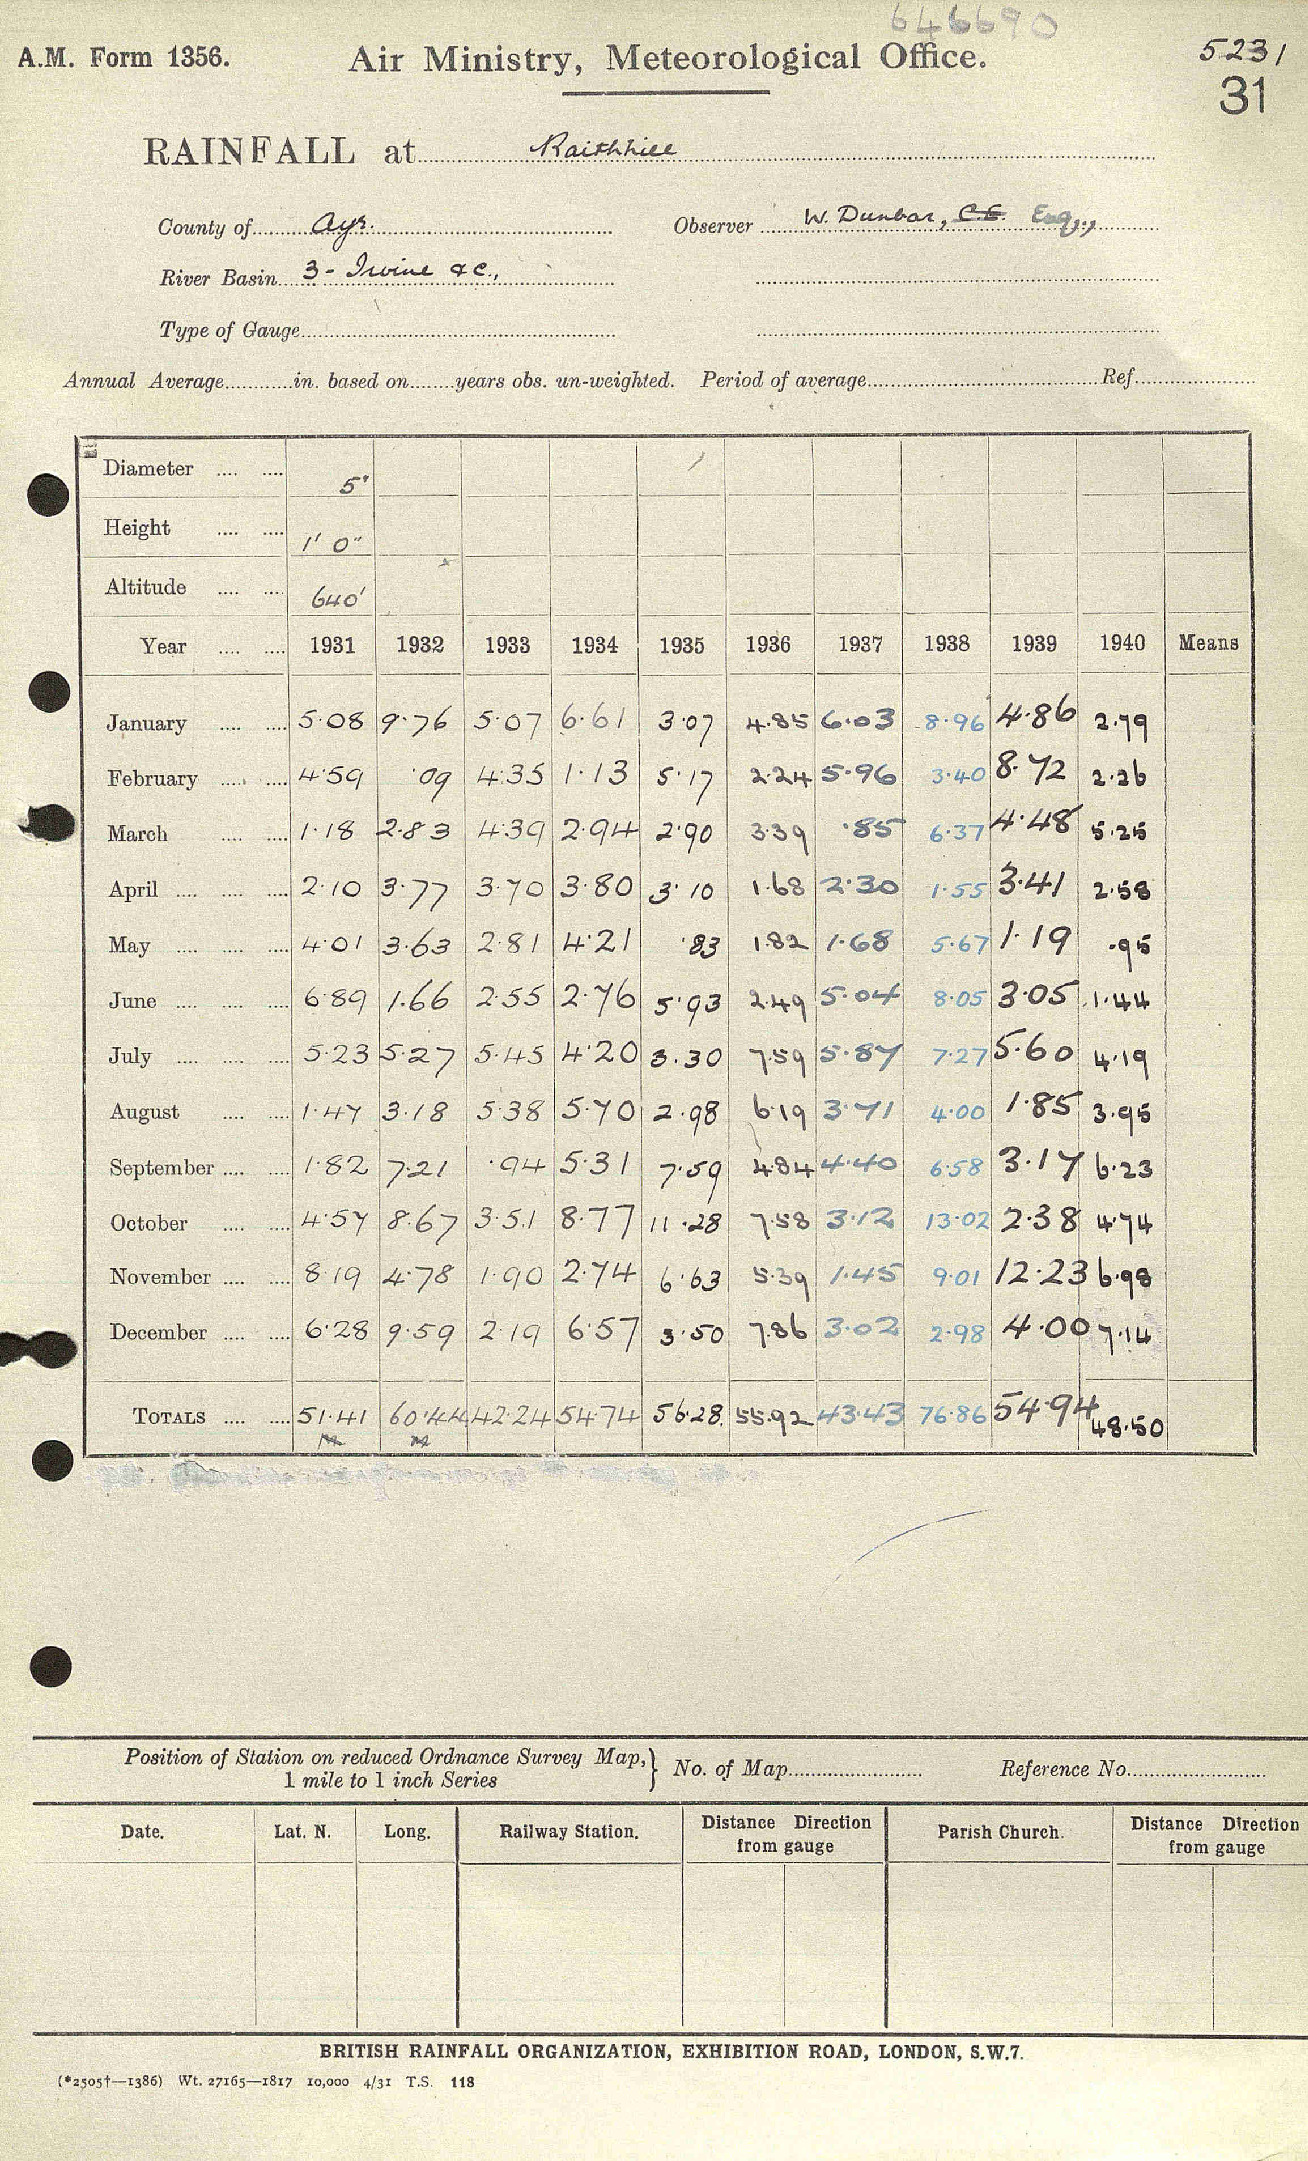 646690
A.M. Form 1356. Air Ministry, Meteorological Office. 5231
31
RAINFALL at Raithhill
County of Ayr. Observer W. Dunbar, C.E. Esq.,
River Basin 3 - Irvine &c.,
Type of Gauge
Annual Average in. based on years obs. un-weighted. Period of average Ref.
Diameter 5"
Height 1' 0"
Altitude 640'
Year 1931 1932 1933 1934 1935 1936 1937 1938 1939 1940 Means
January 5.08 9.76 5.07 6.61 3.07 4.85 6.03 8.96 4.86 2.79
February 4.59 .09 4.35 1.13 5.17 2.24 5.96 3.40 8.72 2.26
March 1.18 2.83 4.39 2.94 2.90 3.39 .85 6.37 4.48 5.25
April 2.10 3.77 3.70 3.80 3.10 1.68 2.30 1.55 3.41 2.58
May 4.01 3.63 2.81 4.21 .83 1.82 1.68 5.67 1.19 .95
June 6.89 1.66 2.55 2.76 5.93 2.49 5.04 8.05 3.05 1.44
July 5.23 5.27 5.45 4.20 3.30 7.59 5.87 7.27 5.60 4.19
August 1.47 3.18 5.38 5.70 2.98 6.19 3.71 4.00 1.85 3.95
September 1.82 7.21 .94 5.31 7.59 4.84 4.40 6.58 3.17 6.23
October 4.57 8.67 3.51 8.77 11.28 7.58 3.12 13.02 2.38 4.74
November 8.19 4.78 1.90 2.74 6.63 5.39 1.45 9.01 12.23 6.98
December 6.28 9.59 2.19 6.57 3.50 7.86 3.02 2.98 4.00 7.14
TOTALS 51.41 60.44 42.24 54.74 56.28 55.92 43.43 76.86 54.94 48.50
Position of Station on reduced Ordnance Survey Map, } No. of Map Reference No.
1 mile to 1 inch Series
Date. Lat. N. Long. Railway Station. Distance Direction from gauge Parish Church. Distance Direction from gauge
BRITISH RAINFALL ORGANIZATION, EXHIBITION ROAD, LONDON, S.W.7.
(*2505†—1386) Wt. 27165—1817 10,000 4/31 T.S. 118